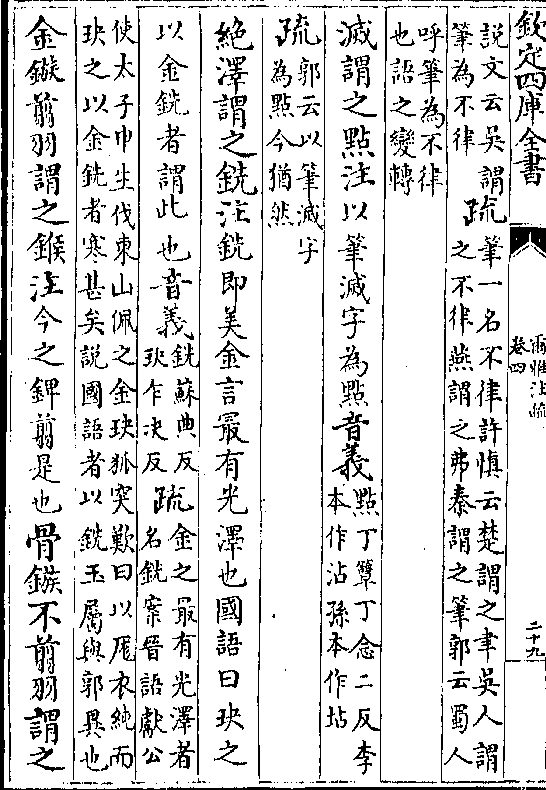 欽定四庫全書
爾雅注疏
卷四
二十九
說文云吳謂
筆為不律
疏
筆一名不律許慎云楚謂之聿吳人謂
之不律燕謂之弗秦謂之筆郭云蜀人
呼筆為不律
也語之變轉
滅謂之點注以筆滅字為點音義
點丁簟丁念二反李
本作沾孫本作坫
疏
郭云以筆滅字
為點今猶然
絶澤謂之銑注銑即美金言最有光澤也國語曰玦之
以金銑者謂此也音義
銑蘇典反
玦作决反
疏
金之最有光澤者
名銑案晉語獻公
使太子申生伐東山佩之金玦狐突歎曰以厖衣純而
玦之以金銑者寒甚矣說國語者以銑玉屬與郭異也
金鏃翦羽謂之鍭注今之錍翦是也骨鏃不翦羽謂之